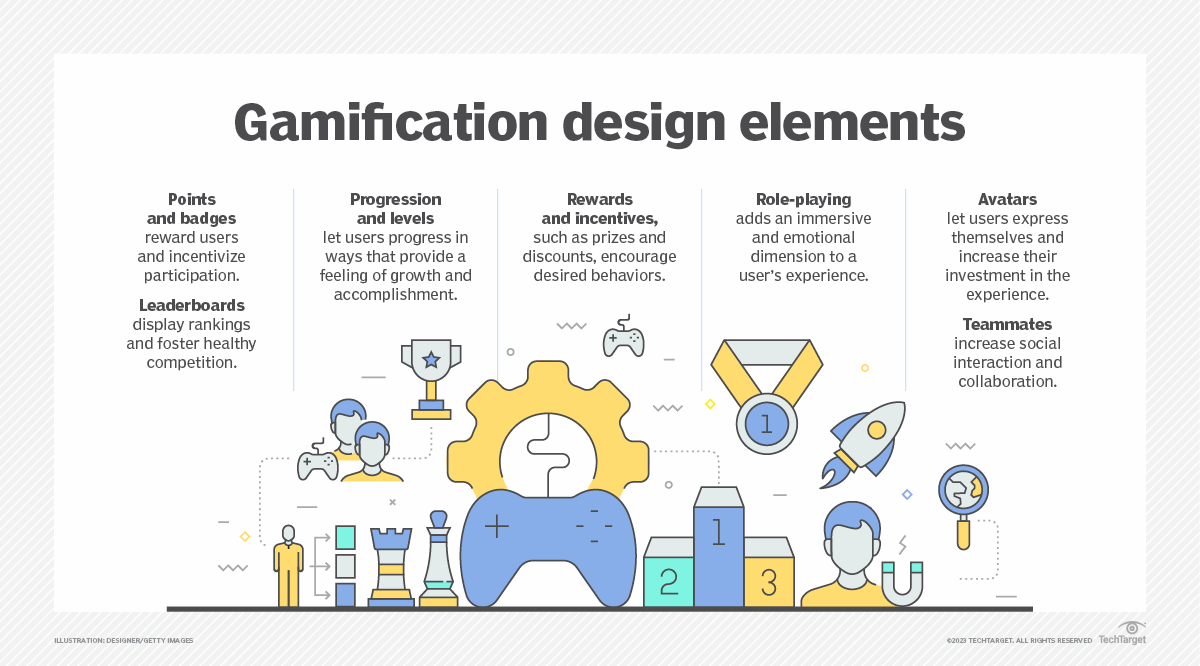 Gamification design elements
Points
and badges
reward users
and incentivize
participation.
Leaderboards
display rankings
and foster healthy
competition.
Progression
and levels
let users progress in
ways that provide a
feeling of growth and
accomplishment.
Rewards
and incentives,
such as prizes and
discounts, encourage
desired behaviors.
Role-playing
adds an immersive
and emotional
dimension to a
user's experience.
Avatars
let users express
themselves and
increase their
investment in the
experience.
Teammates
increase social
interaction and
collaboration.
1
1
2
3
ILLUSTRATION: DESIGNER/GETTY IMAGES
©2023 TECHTARGET. ALL RIGHTS RESERVED
TechTarget